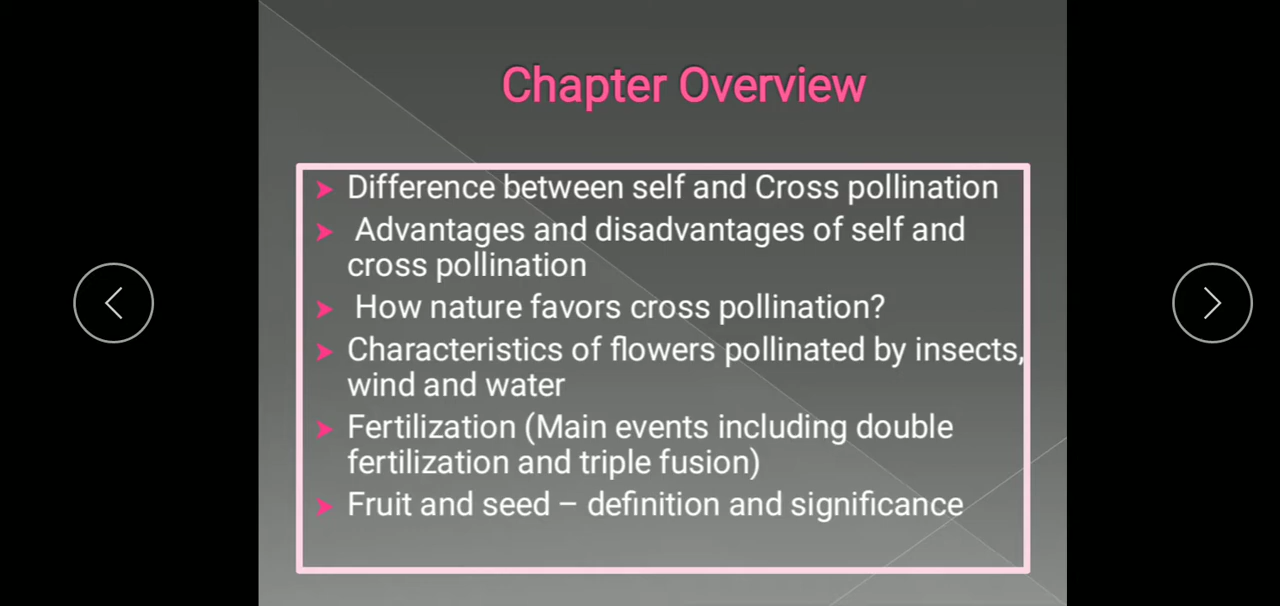 Chapter Overview
➤ Difference between self and Cross pollination
➤ Advantages and disadvantages of self and
cross pollination
➤ How nature favors cross pollination?
➤ Characteristics of flowers pollinated by insects,
wind and water
➤ Fertilization (Main events including double
fertilization and triple fusion)
➤ Fruit and seed – definition and significance